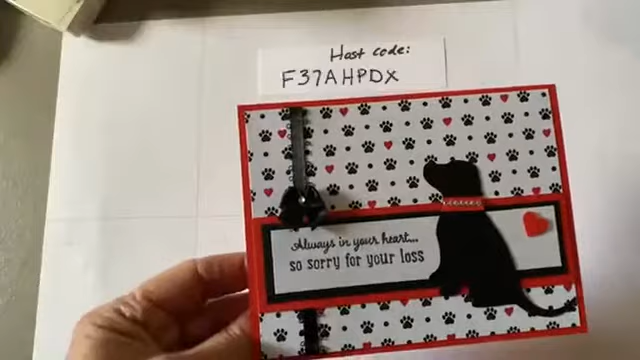 Host code:
F37AHPDX
Always in your heart...
so sorry for your loss